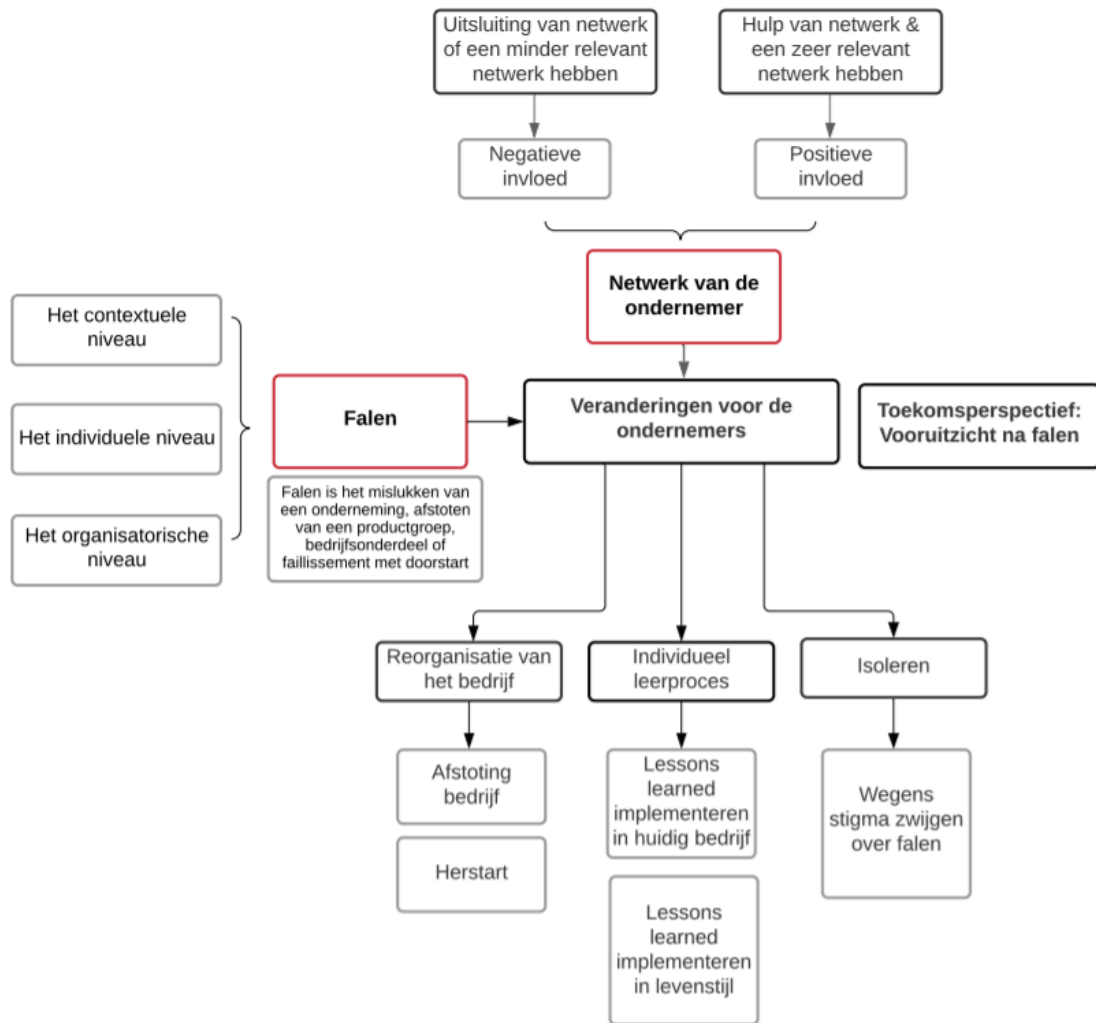 Uitsluiting van netwerk
of een minder relevant
netwerk hebben
Hulp van netwerk &
een zeer relevant
netwerk hebben
Negatieve
invloed
Positieve
invloed
Netwerk van de
ondernemer
Het contextuele
niveau
Het individuele niveau
Het organisatorische
niveau
Falen
Falen is het mislukken van
een onderneming, afstoten
van een productgroep,
bedrijfsonderdeel of
faillissement met doorstart
Veranderingen voor de
ondernemers
Toekomsperspectief:
Vooruitzicht na falen
Reorganisatie van
het bedrijf
Individueel
leerproces
Isoleren
Afstoting
bedrijf
Herstart
Lessons
learned
implementeren
in huidig bedrijf
Lessons
learned
implementeren
in levenstijl
Wegens
stigma zwijgen
over falen